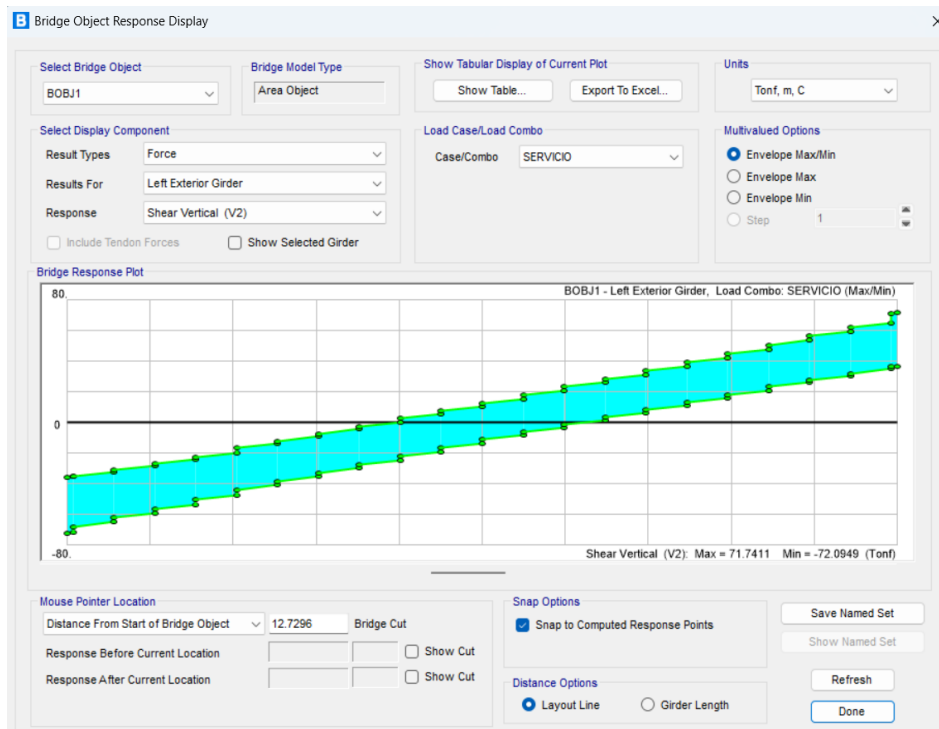 B Bridge Object Response Display
Select Bridge Object
BOBJ1
Bridge Model Type
Area Object
Show Tabular Display of Current Plot
Show Table...
Export To Excel...
Units
Tonf, m, C
Select Display Component
Result Types
Force
Results For
Left Exterior Girder
Response
Shear Vertical (V2)
Include Tendon Forces
Show Selected Girder
Load Case/Load Combo
Case/Combo
SERVICIO
Multivalued Options
Envelope Max/Min
Envelope Max
Envelope Min
Step
1
Bridge Response Plot
80.
BOBJ1 - Left Exterior Girder, Load Combo: SERVICIO (Max/Min)
0
-80.
Shear Vertical (V2): Max = 71.7411 Min = -72.0949 (Tonf)
Mouse Pointer Location
Distance From Start of Bridge Object
12.7296
Bridge Cut
Response Before Current Location
Show Cut
Response After Current Location
Show Cut
Snap Options
Snap to Computed Response Points
Distance Options
Layout Line
Girder Length
Save Named Set
Show Named Set
Refresh
Done